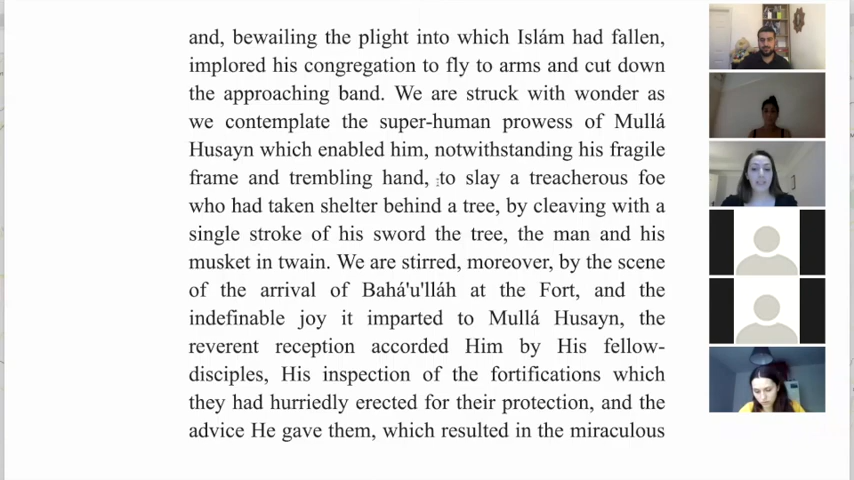 and, bewailing the plight into which Islám had fallen,
implored his congregation to fly to arms and cut down
the approaching band. We are struck with wonder as
we contemplate the super-human prowess of Mullá
Husayn which enabled him, notwithstanding his fragile
frame and trembling hand, to slay a treacherous foe
who had taken shelter behind a tree, by cleaving with a
single stroke of his sword the tree, the man and his
musket in twain. We are stirred, moreover, by the scene
of the arrival of Bahá'u'lláh at the Fort, and the
indefinable joy it imparted to Mullá Husayn, the
reverent reception accorded Him by His fellow-
disciples, His inspection of the fortifications which
they had hurriedly erected for their protection, and the
advice He gave them, which resulted in the miraculous